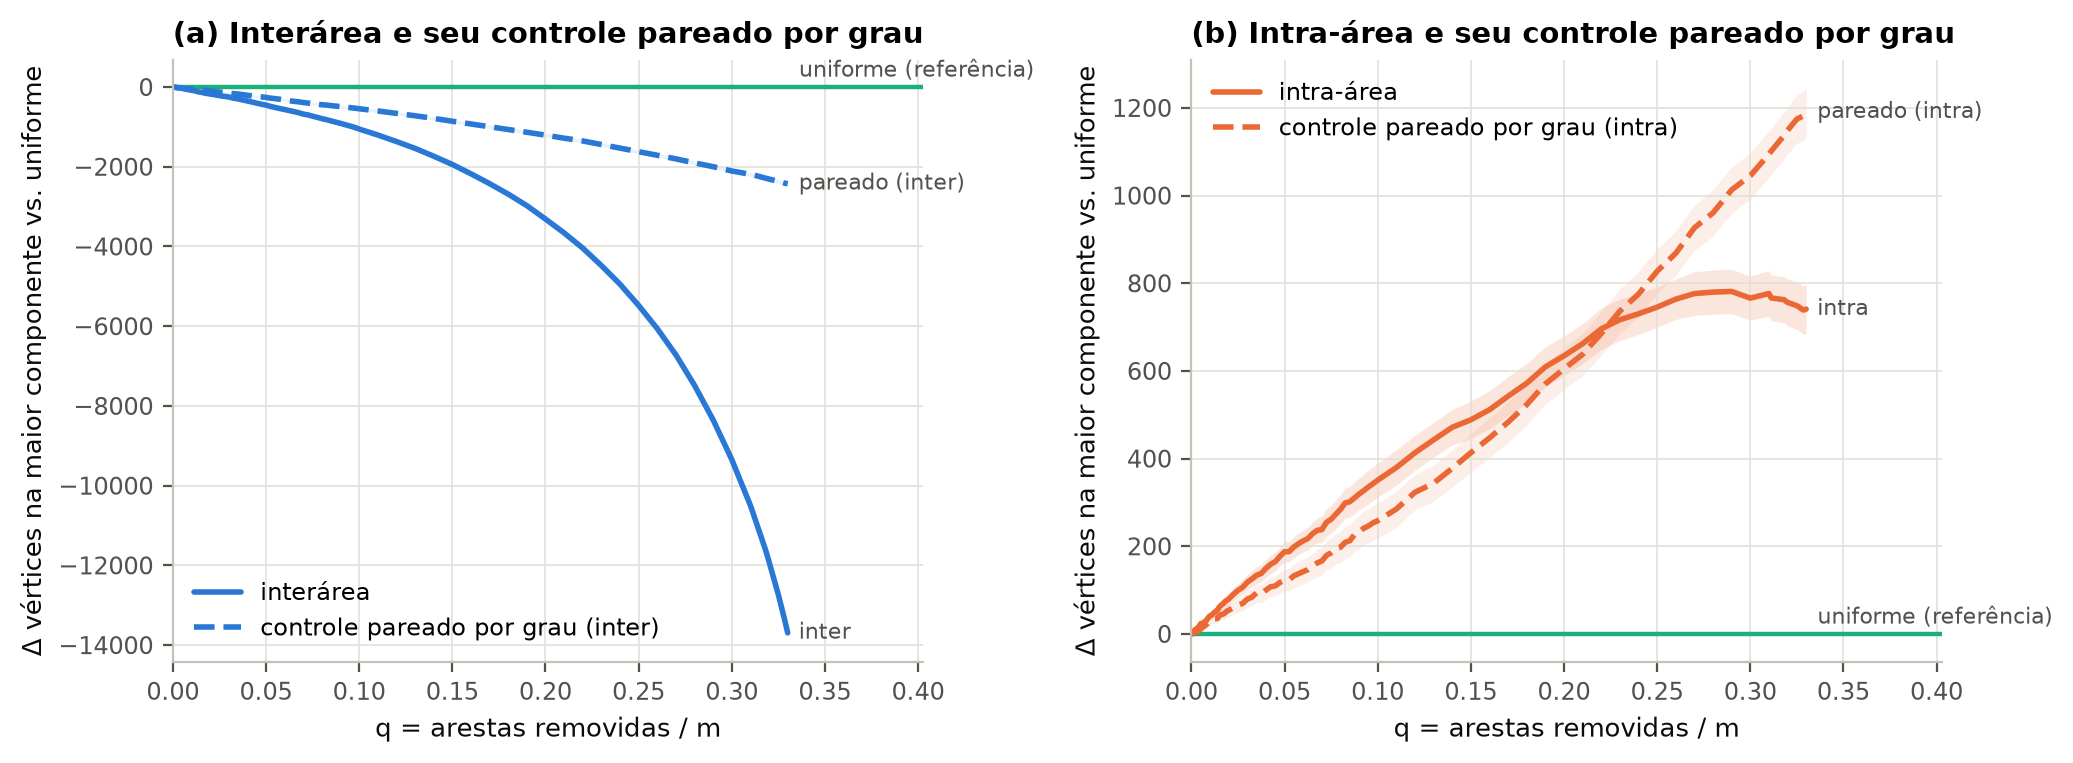 (a) Interárea e seu controle pareado por grau
Δ vértices na maior componente vs. uniforme
0
−2000
−4000
−6000
−8000
−10000
−12000
−14000
uniforme (referência)
pareado (inter)
inter
interárea
controle pareado por grau (inter)
0.00 0.05 0.10 0.15 0.20 0.25 0.30 0.35 0.40
q = arestas removidas / m
(b) Intra-área e seu controle pareado por grau
Δ vértices na maior componente vs. uniforme
1200
1000
800
600
400
200
0
intra-área
controle pareado por grau (intra)
pareado (intra)
intra
uniforme (referência)
0.00 0.05 0.10 0.15 0.20 0.25 0.30 0.35 0.40
q = arestas removidas / m